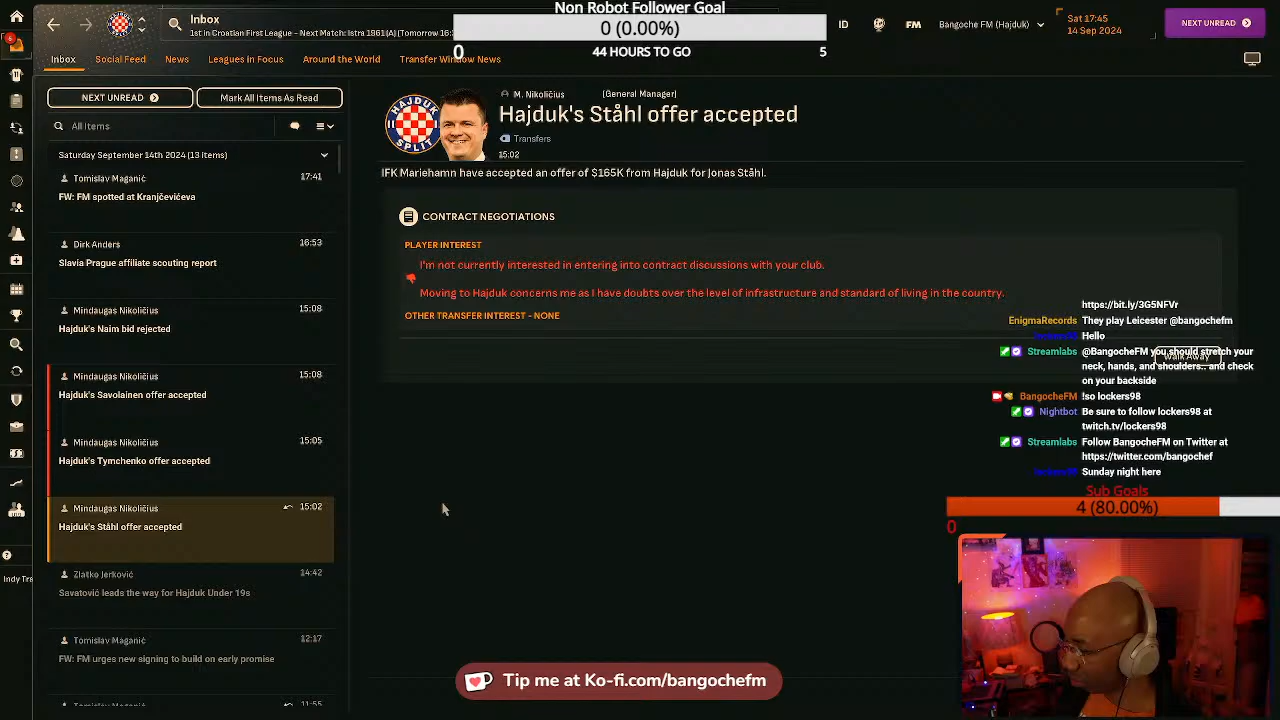 Non Robot Follower Goal
0 (0.00%)
0
44 HOURS TO GO
5
Inbox
1st in Croatian First League - Next Match: Istra 1961(A) (Tomorrow 16:
ID
FM
Bangoche FM (Hajduk)
Sat 17:45
14 Sep 2024
NEXT UNREAD
6
Inbox
Social Feed
News
Leagues in Focus
Around the World
Transfer Window News
NEXT UNREAD
Mark All Items As Read
All Items
Saturday September 14th 2024 (13 Items)
Tomislav Maganić
17:41
FW: FM spotted at Kranjčevićeva
Dirk Anders
16:53
Slavia Prague affiliate scouting report
Mindaugas Nikoličius
15:08
Hajduk's Naim bid rejected
Mindaugas Nikoličius
15:08
Hajduk's Savolainen offer accepted
Mindaugas Nikoličius
15:05
Hajduk's Tymchenko offer accepted
Mindaugas Nikoličius
15:02
Hajduk's Ståhl offer accepted
Zlatko Jerković
14:42
Savatović leads the way for Hajduk Under 19s
Tomislav Maganić
12:17
FW: FM urges new signing to build on early promise
Tomislav Maganić
11:55
Indy Tra
HAJDUK
SPLIT
M. Nikoličius
[General Manager]
Hajduk's Ståhl offer accepted
Transfers
15:02
IFK Mariehamn have accepted an offer of $165K from Hajduk for Jonas Ståhl.
CONTRACT NEGOTIATIONS
PLAYER INTEREST
I'm not currently interested in entering into contract discussions with your club.
Moving to Hajduk concerns me as I have doubts over the level of infrastructure and standard of living in the country.
OTHER TRANSFER INTEREST - NONE
Walk Away
https://bit.ly/3G5NFVr
EnigmaRecords They play Leicester @bangochefm
lockers98 Hello
Streamlabs @BangocheFM you should stretch your
neck, hands, and shoulders.. and check
on your backside
BangocheFM !so lockers98
Nightbot Be sure to follow lockers98 at
twitch.tv/lockers98
Streamlabs Follow BangocheFM on Twitter at
https://twitter.com/bangochef
lockers98 Sunday night here
Sub Goals
4 (80.00%)
0
Tip me at Ko-fi.com/bangochefm